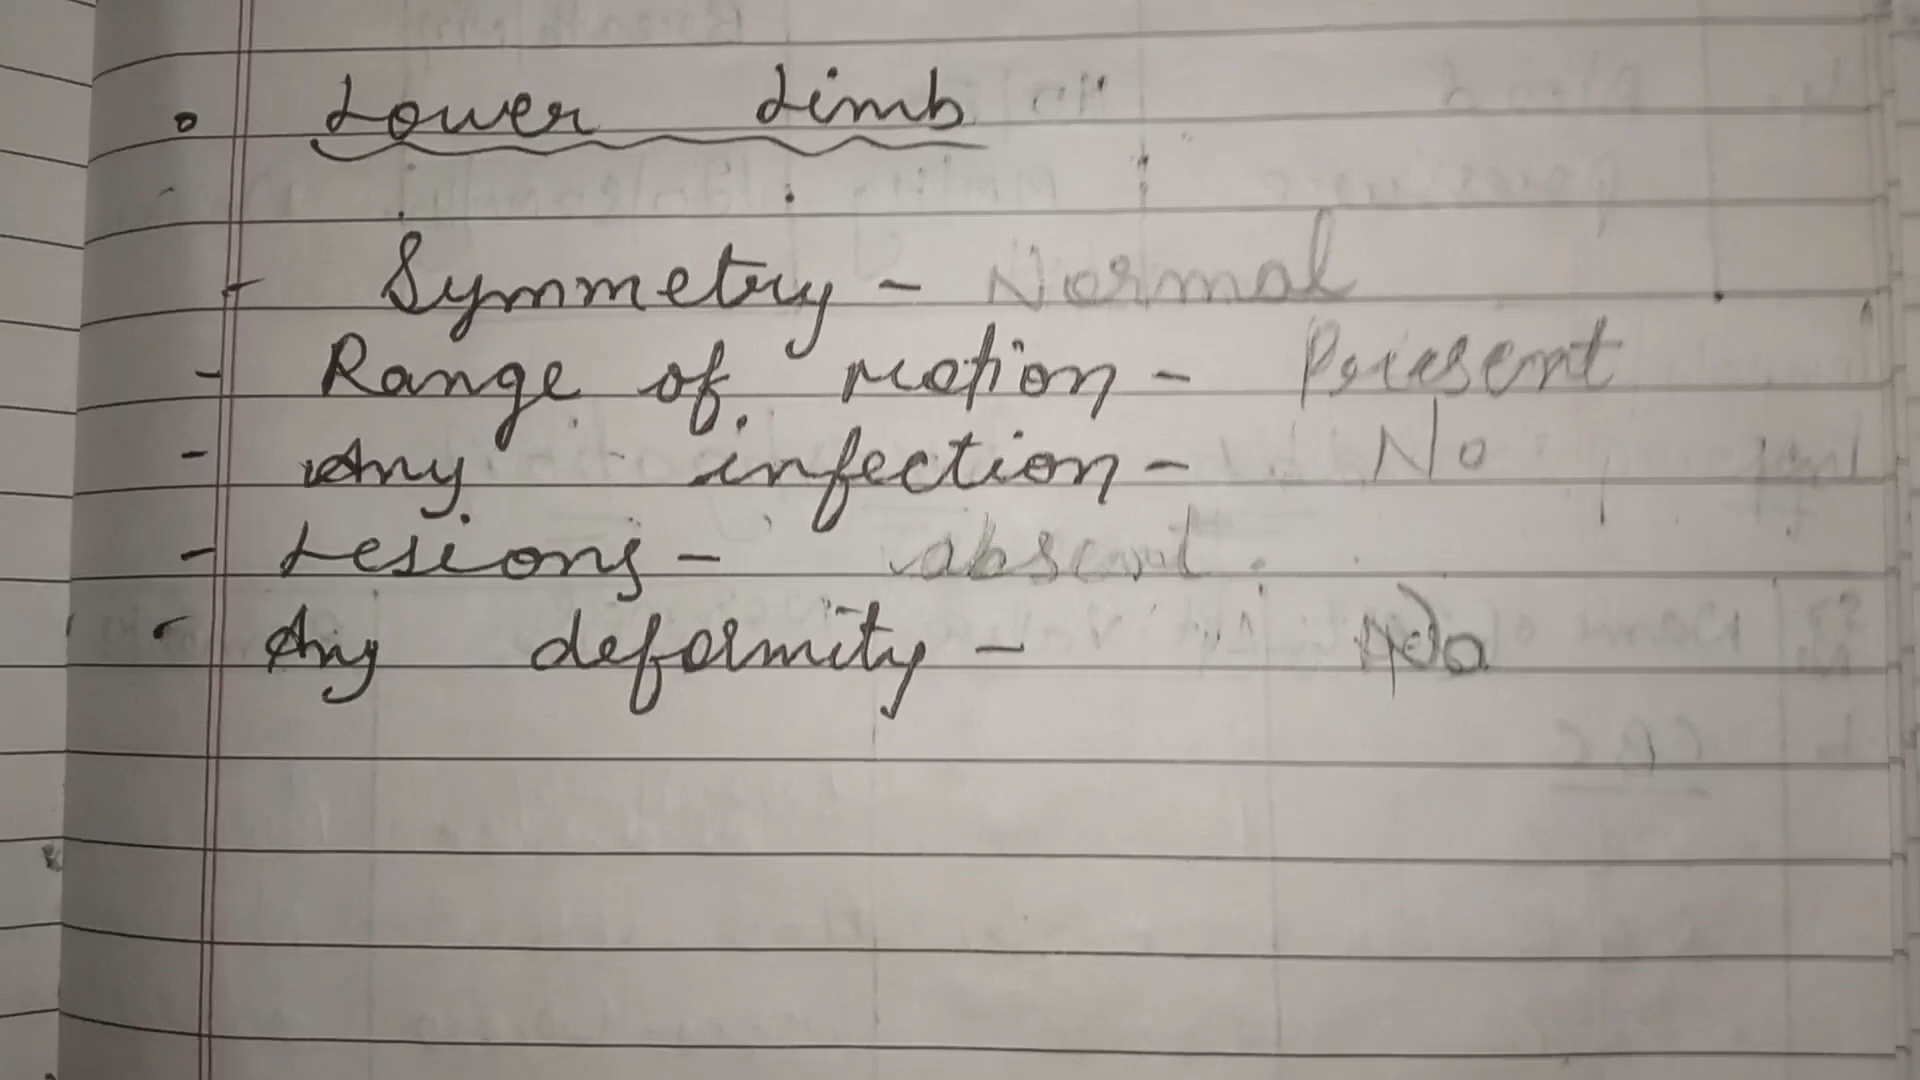 • Lower Limb
- Symmetry - Normal
- Range of motion - Present
- Any infection - No
- Lesions - absent.
- Any deformity - No